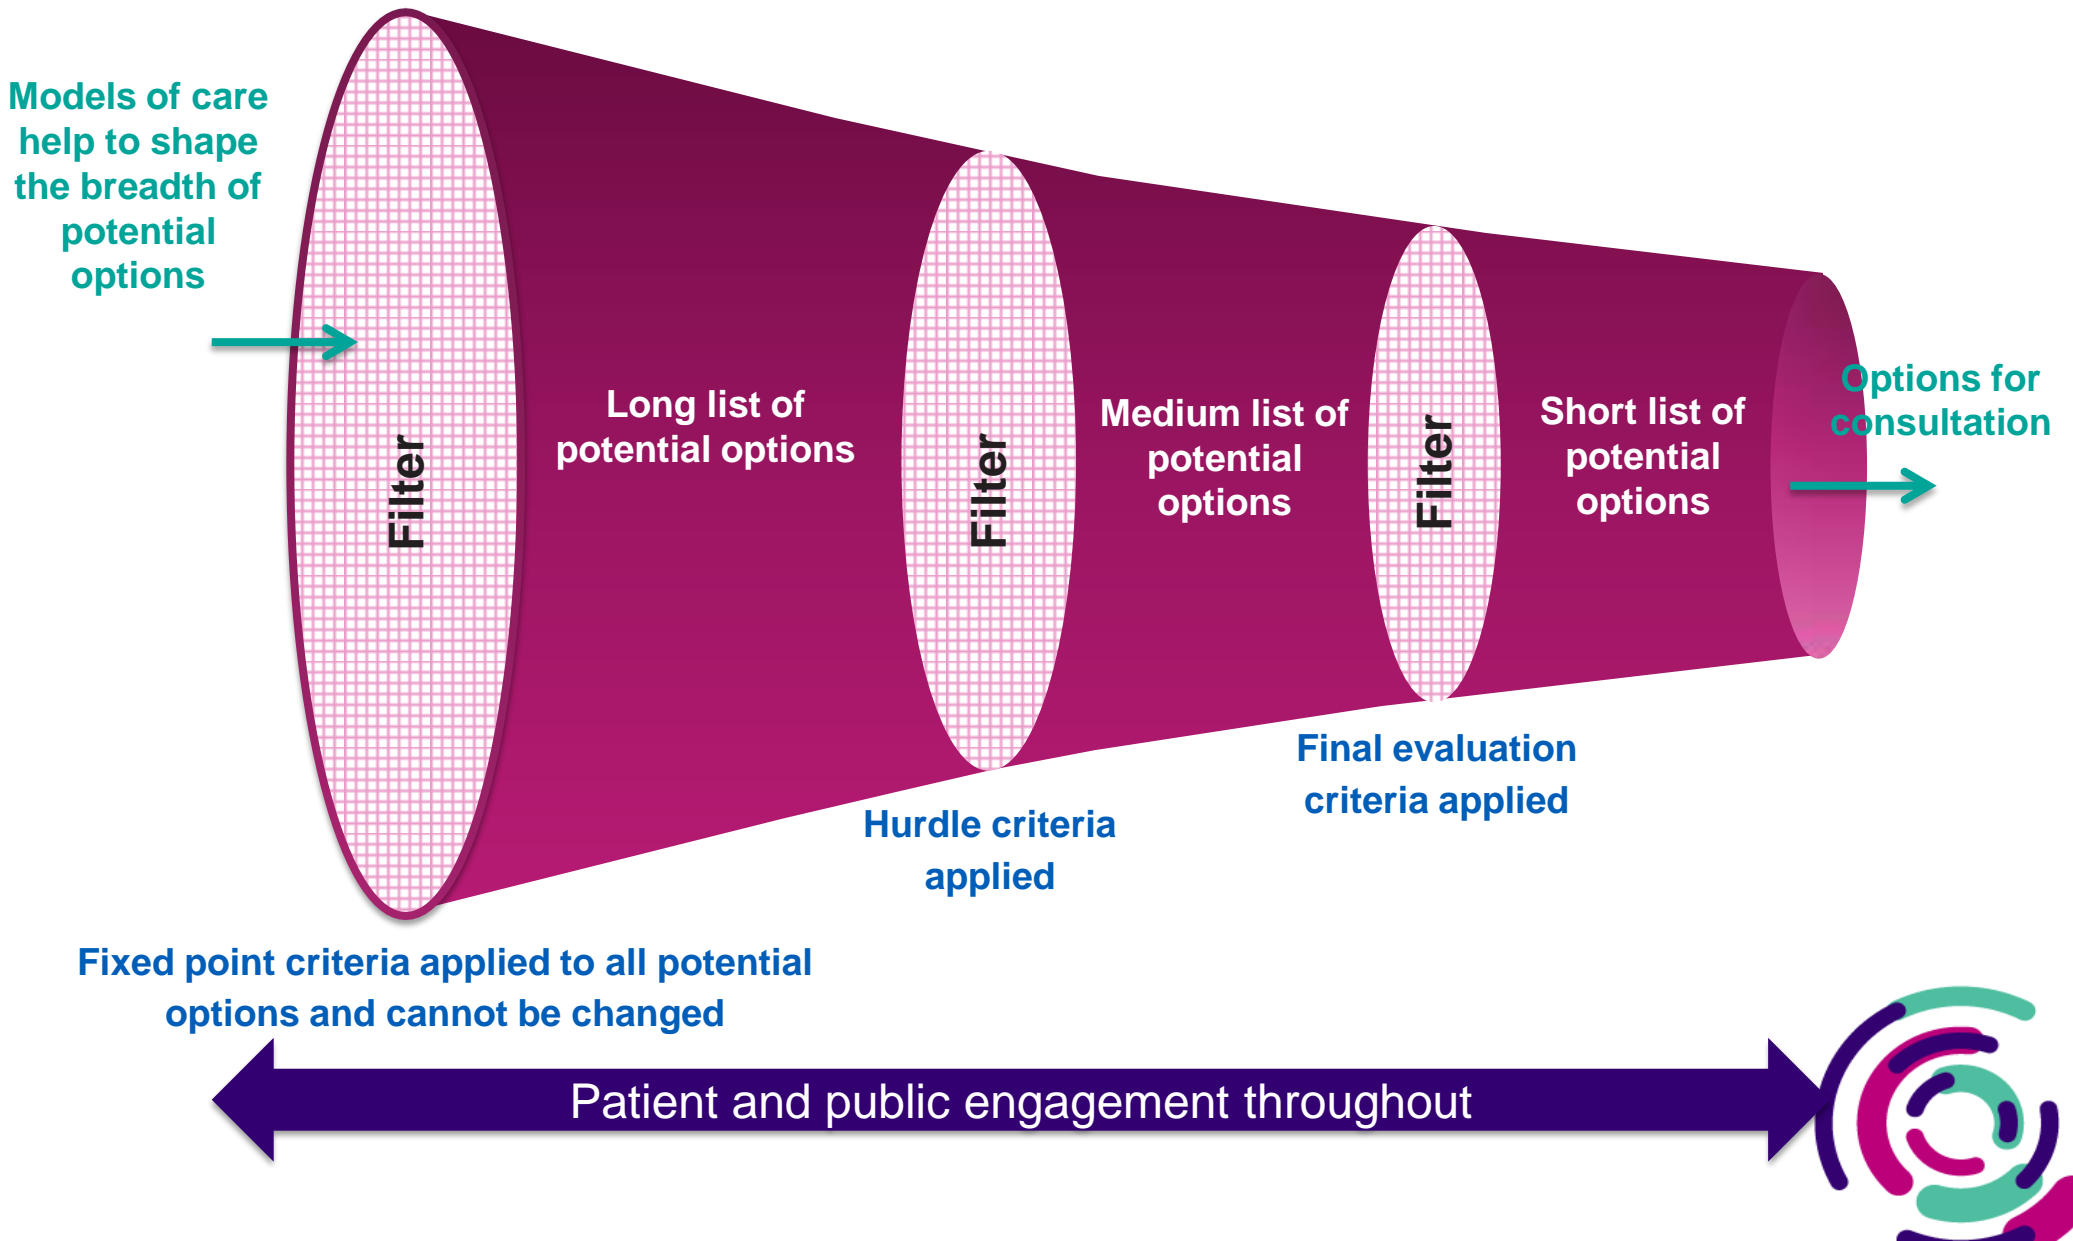 Models of care
help to shape
the breadth of
potential
options
Filter
Long list of
potential options
Filter
Medium list of
potential
options
Filter
Short list of
potential
options
Options for
consultation
Final evaluation
criteria applied
Hurdle criteria
applied
Fixed point criteria applied to all potential
options and cannot be changed
Patient and public engagement throughout